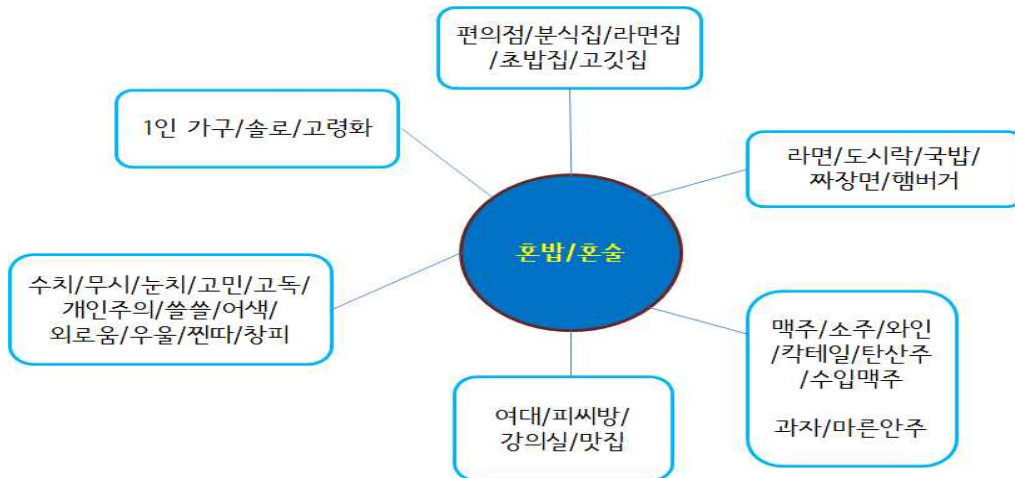 편의점/분식집/라면집
/초밥집/고깃집
1인 가구/솔로/고령화
라면/도시락/국밥/
짜장면/햄버거
혼밥/혼술
수치/무시/눈치/고민/고독/
개인주의/쓸쓸/어색/
외로움/우울/찐따/창피
맥주/소주/와인
/칵테일/탄산주
/수입맥주
과자/마른안주
여대/피씨방/
강의실/맛집